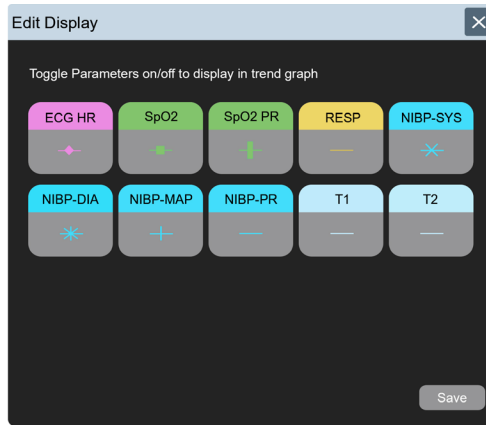 Edit Display
Toggle Parameters on/off to display in trend graph
ECG HR SpO2 SpO2 PR RESP NIBP-SYS
NIBP-DIA NIBP-MAP NIBP-PR T1 T2
Save